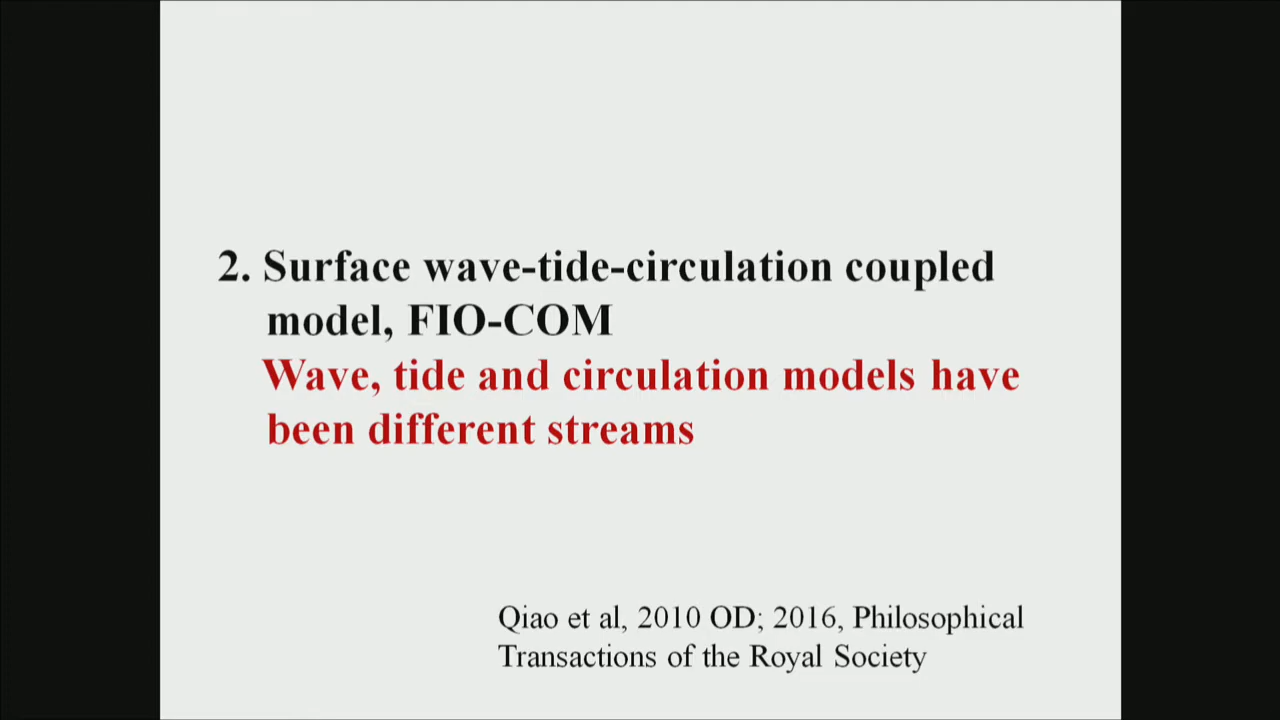 2. Surface wave-tide-circulation coupled
model, FIO-COM
Wave, tide and circulation models have
been different streams
Qiao et al, 2010 OD; 2016, Philosophical
Transactions of the Royal Society